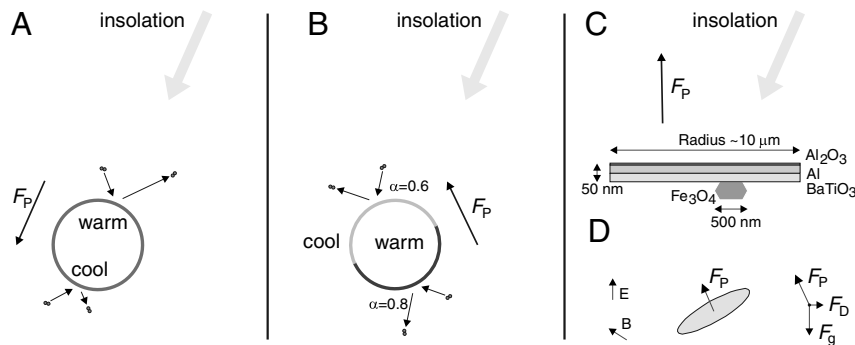 A
insolation
F_P
warm
cool
B
insolation
α=0.6
F_P
cool
warm
α=0.8
C
insolation
F_P
Radius ~10 μm
Al₂O₃
Al
50 nm
BaTiO₃
Fe₃O₄
500 nm
D
E
B
F_P
F_P
F_D
F_g